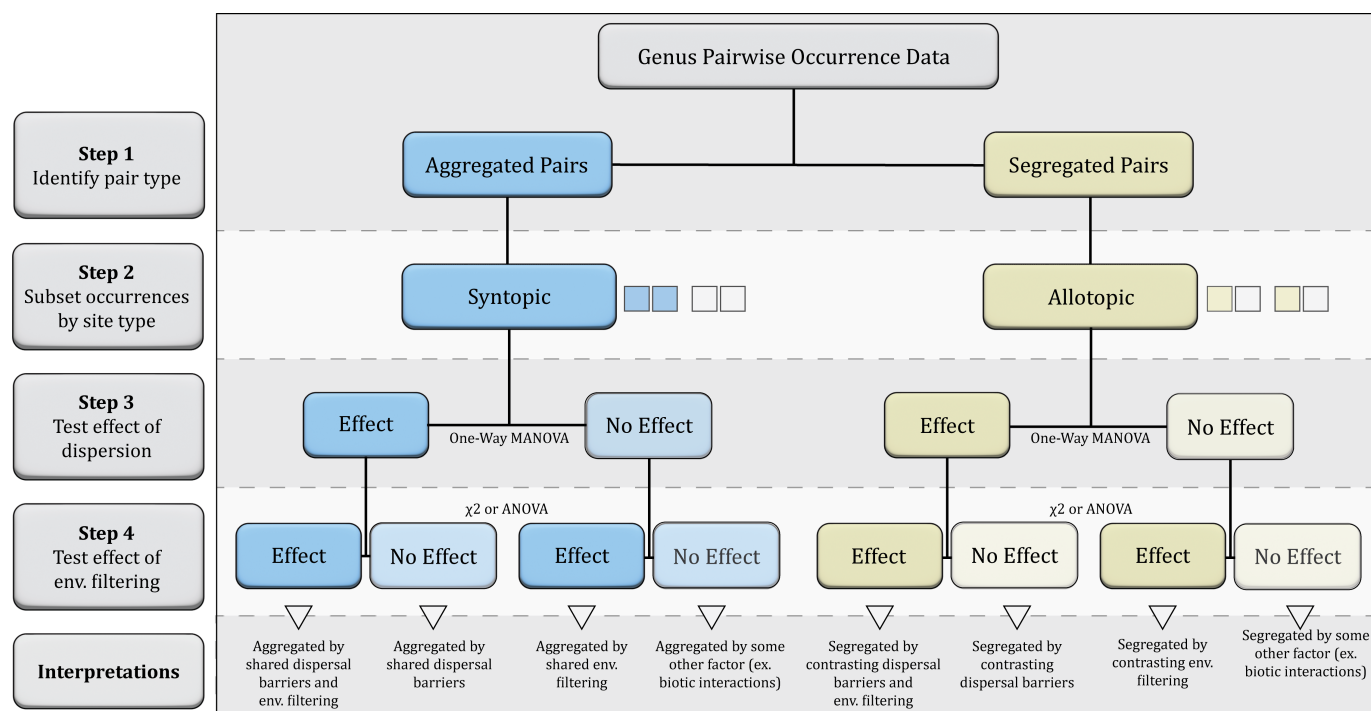 Genus Pairwise Occurrence Data
Step 1
Identify pair type
Aggregated Pairs
Segregated Pairs
Step 2
Subset occurrences
by site type
Syntopic
Allotopic
Step 3
Test effect of
dispersion
Effect
One-Way MANOVA
No Effect
Effect
One-Way MANOVA
No Effect
Step 4
Test effect of
env. filtering
χ2 or ANOVA
χ2 or ANOVA
Effect
No Effect
Effect
No Effect
Effect
No Effect
Effect
No Effect
Interpretations
Aggregated by
shared dispersal
barriers and
env. filtering
Aggregated by
shared dispersal
barriers
Aggregated by
shared env.
filtering
Aggregated by some
other factor (ex.
biotic interactions)
Segregated by
contrasting dispersal
barriers and
env. filtering
Segregated by
contrasting
dispersal barriers
Segregated by
contrasting env.
filtering
Segregated by some
other factor (ex.
biotic interactions)